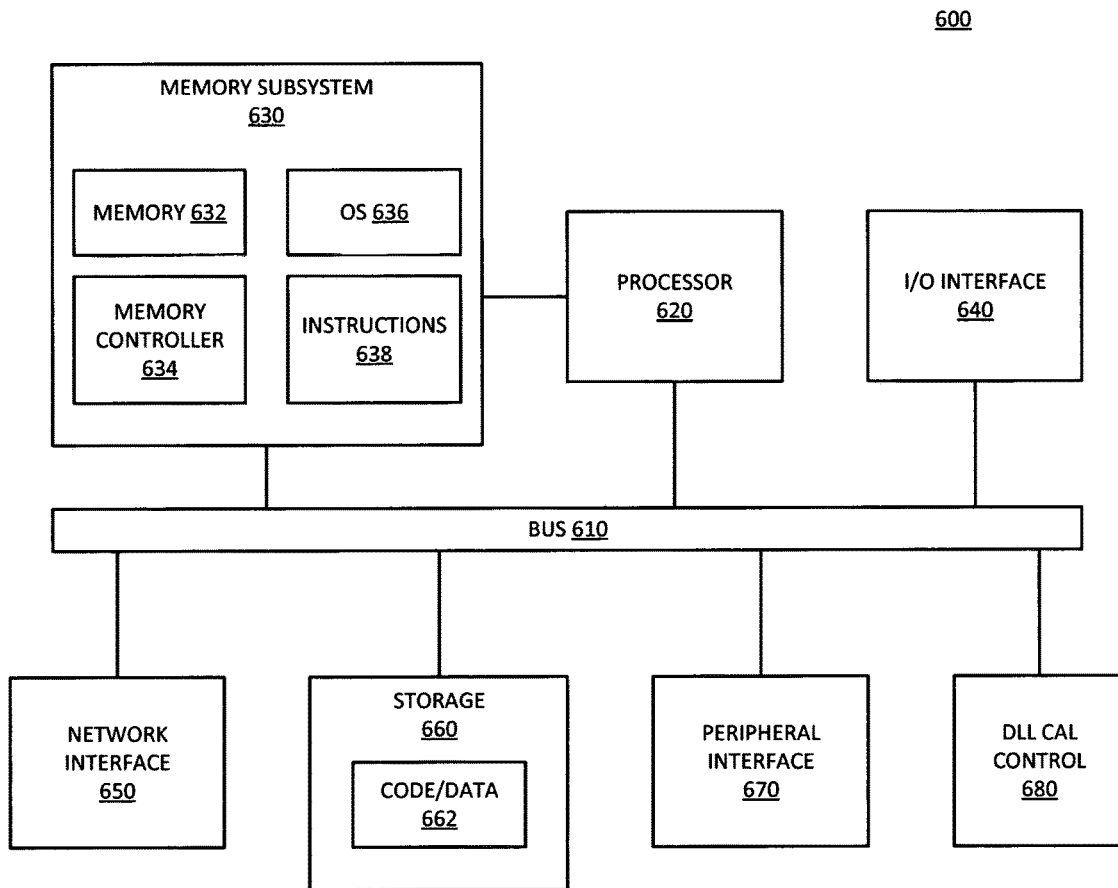 600
MEMORY SUBSYSTEM
630
MEMORY 632
OS 636
MEMORY
CONTROLLER
634
INSTRUCTIONS
638
PROCESSOR
620
I/O INTERFACE
640
BUS 610
NETWORK
INTERFACE
650
STORAGE
660
CODE/DATA
662
PERIPHERAL
INTERFACE
670
DLL CAL
CONTROL
680